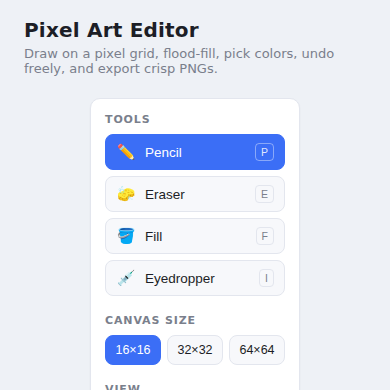 Pixel Art Editor
Draw on a pixel grid, flood-fill, pick colors, undo
freely, and export crisp PNGs.
TOOLS
Pencil P
Eraser E
Fill F
Eyedropper I
CANVAS SIZE
16×16 32×32 64×64
VIEW